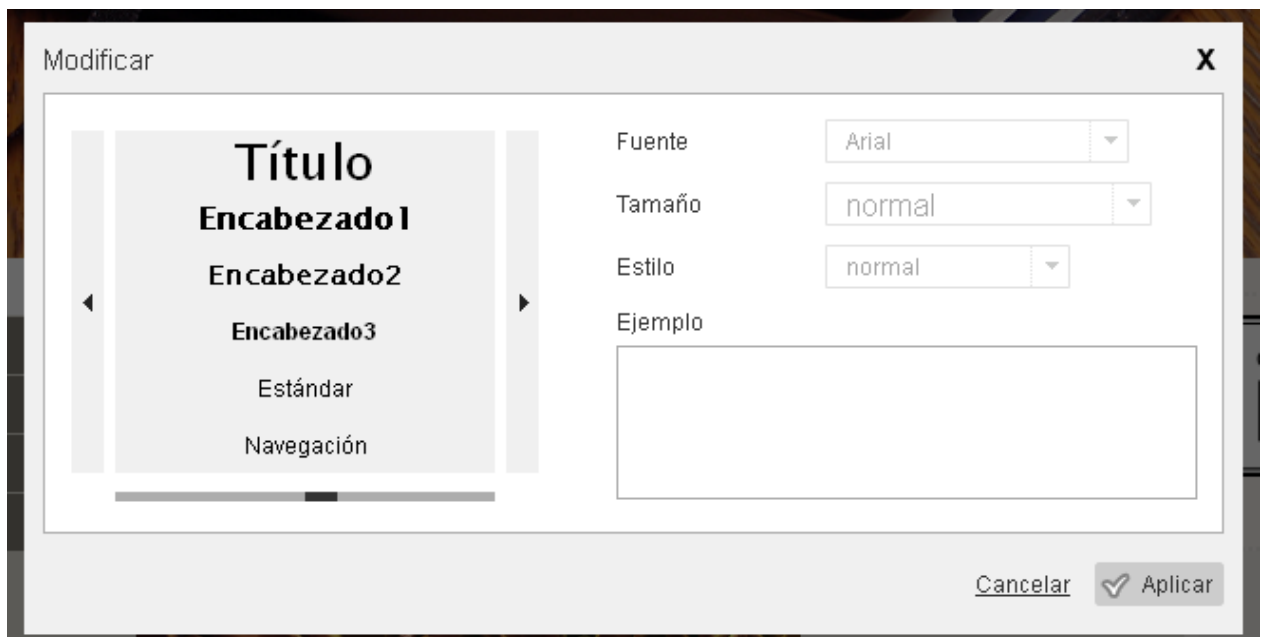 Modificar
X
Título
Encabezado1
Encabezado2
Encabezado3
Estándar
Navegación
Fuente
Arial
Tamaño
normal
Estilo
normal
Ejemplo
Cancelar
Aplicar